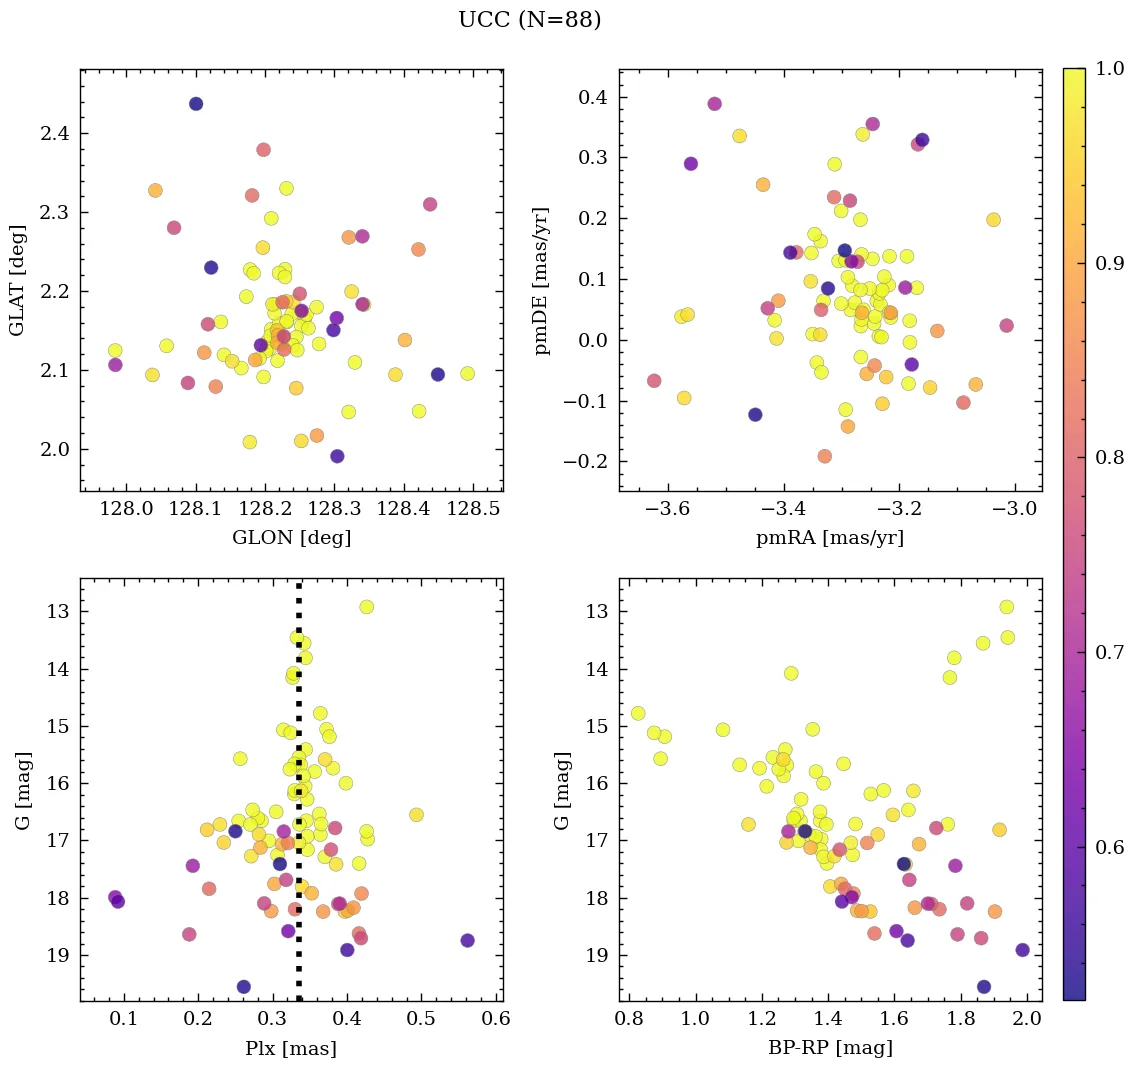 UCC (N=88)
2.4
2.3
2.2
2.1
2.0
GLAT [deg]
128.0 128.1 128.2 128.3 128.4 128.5
GLON [deg]
0.4
0.3
0.2
0.1
0.0
−0.1
−0.2
pmDE [mas/yr]
−3.6 −3.4 −3.2 −3.0
pmRA [mas/yr]
1.0
0.9
0.8
0.7
0.6
13
14
15
16
17
18
19
G [mag]
0.1 0.2 0.3 0.4 0.5 0.6
Plx [mas]
13
14
15
16
17
18
19
G [mag]
0.8 1.0 1.2 1.4 1.6 1.8 2.0
BP-RP [mag]